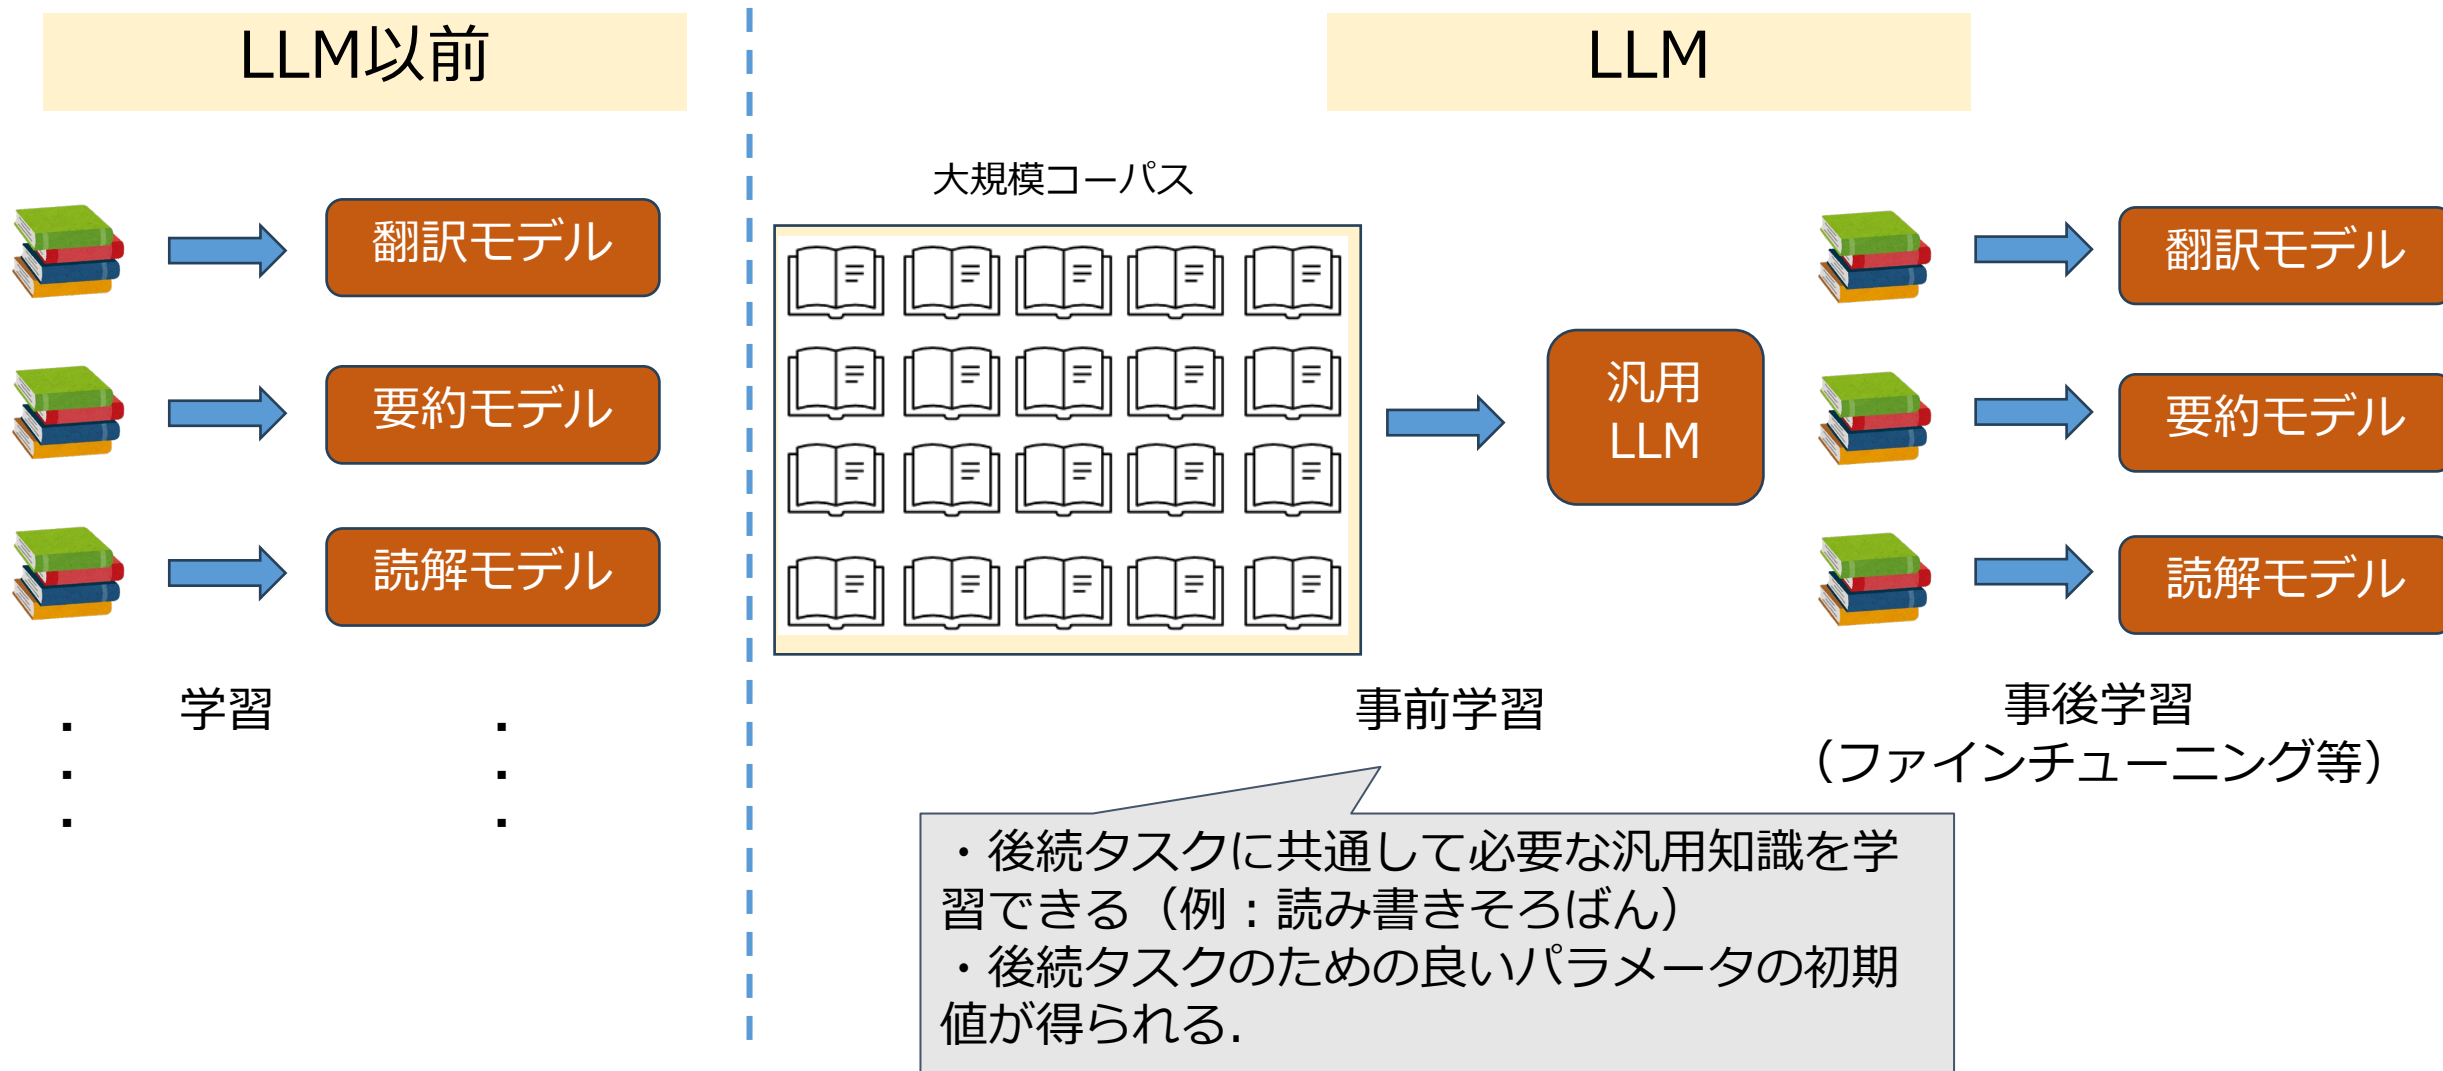 LLM以前
翻訳モデル
要約モデル
読解モデル
学習
・
・
・
・
・
・
LLM
大規模コーパス
汎用
LLM
翻訳モデル
要約モデル
読解モデル
事前学習
事後学習
（ファインチューニング等）
・後続タスクに共通して必要な汎用知識を学
習できる（例：読み書きそろばん）
・後続タスクのための良いパラメータの初期
値が得られる.